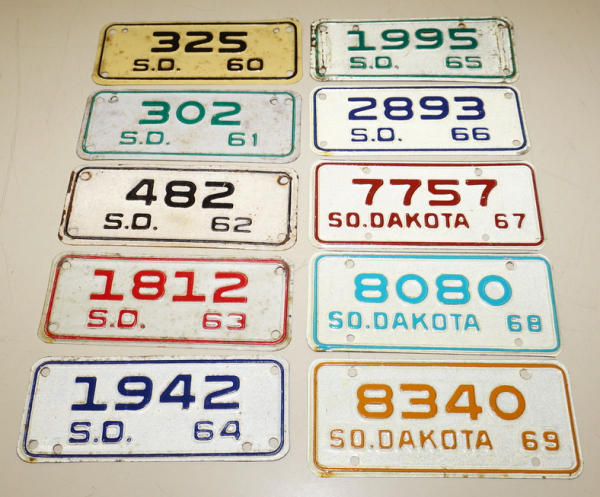 325
S.D. 60
302
S.D. 61
482
S.D. 62
1812
S.D. 63
1942
S.D. 64
1995
S.D. 65
2893
S.D. 66
7757
SO.DAKOTA 67
8080
SO.DAKOTA 68
8340
SO.DAKOTA 69